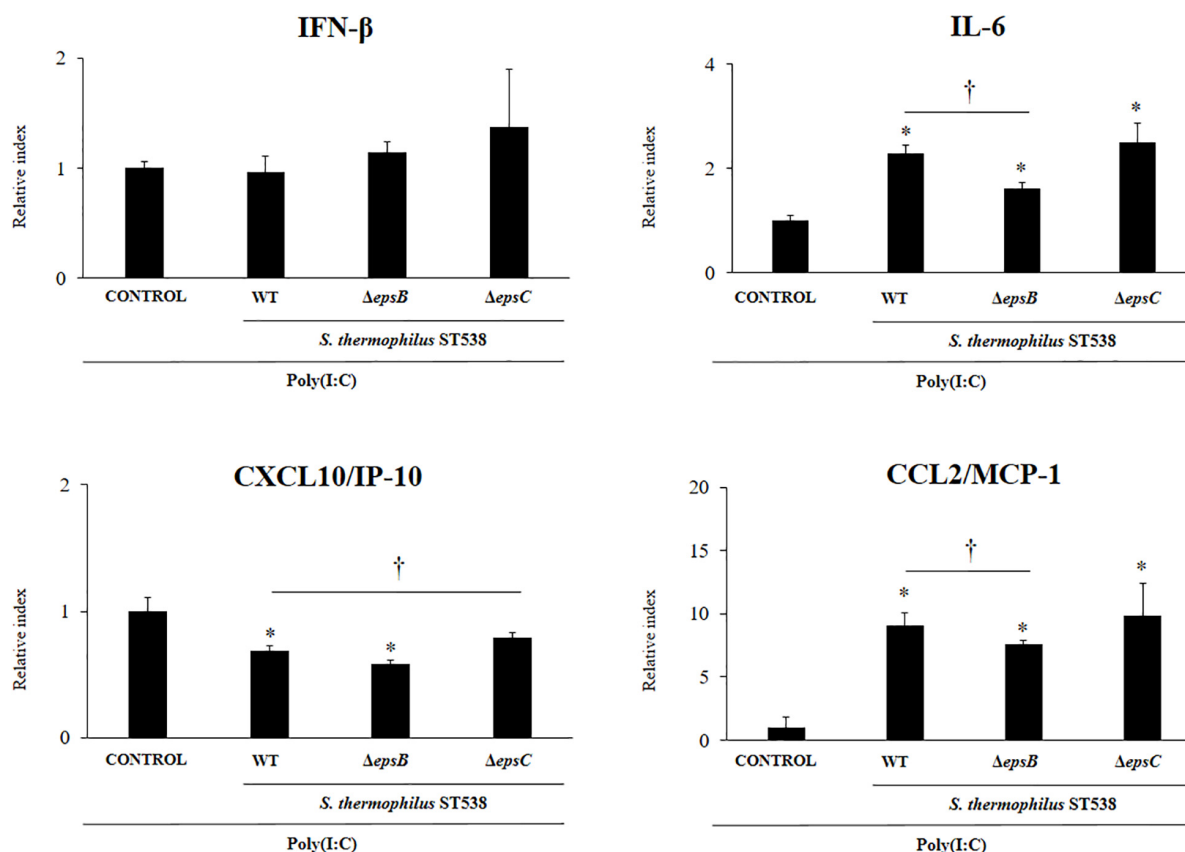 IFN-β
Relative index
2
1
0
CONTROL WT ΔepsB ΔepsC
S. thermophilus ST538
Poly(I:C)
IL-6
Relative index
4
2
0
†
* * *
CONTROL WT ΔepsB ΔepsC
S. thermophilus ST538
Poly(I:C)
CXCL10/IP-10
Relative index
2
1
0
†
* *
CONTROL WT ΔepsB ΔepsC
S. thermophilus ST538
Poly(I:C)
CCL2/MCP-1
Relative index
20
15
10
5
0
†
* * *
CONTROL WT ΔepsB ΔepsC
S. thermophilus ST538
Poly(I:C)